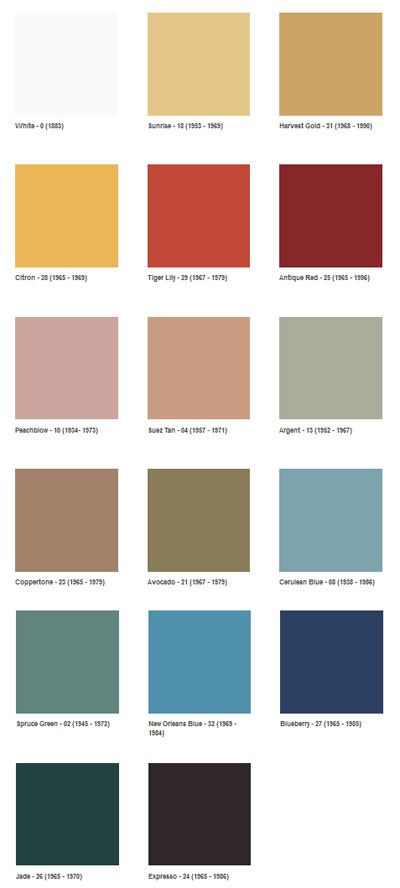 White - 0 (1883)
Sunrise - 18 (1953 - 1969)
Harvest Gold - 31 (1968 - 1990)
Citron - 28 (1965 - 1969)
Tiger Lily - 29 (1967 - 1979)
Antique Red - 25 (1965 - 1996)
Peachblow - 10 (1934- 1973)
Suez Tan - 04 (1957 - 1971)
Argent - 13 (1952 - 1967)
Coppertone - 23 (1965 - 1979)
Avocado - 21 (1967 - 1979)
Cerulean Blue - 08 (1938 - 1986)
Spruce Green - 02 (1945 - 1972)
New Orleans Blue - 32 (1969 -
1984)
Blueberry - 27 (1965 - 1985)
Jade - 26 (1965 - 1970)
Expresso - 24 (1965 - 1986)